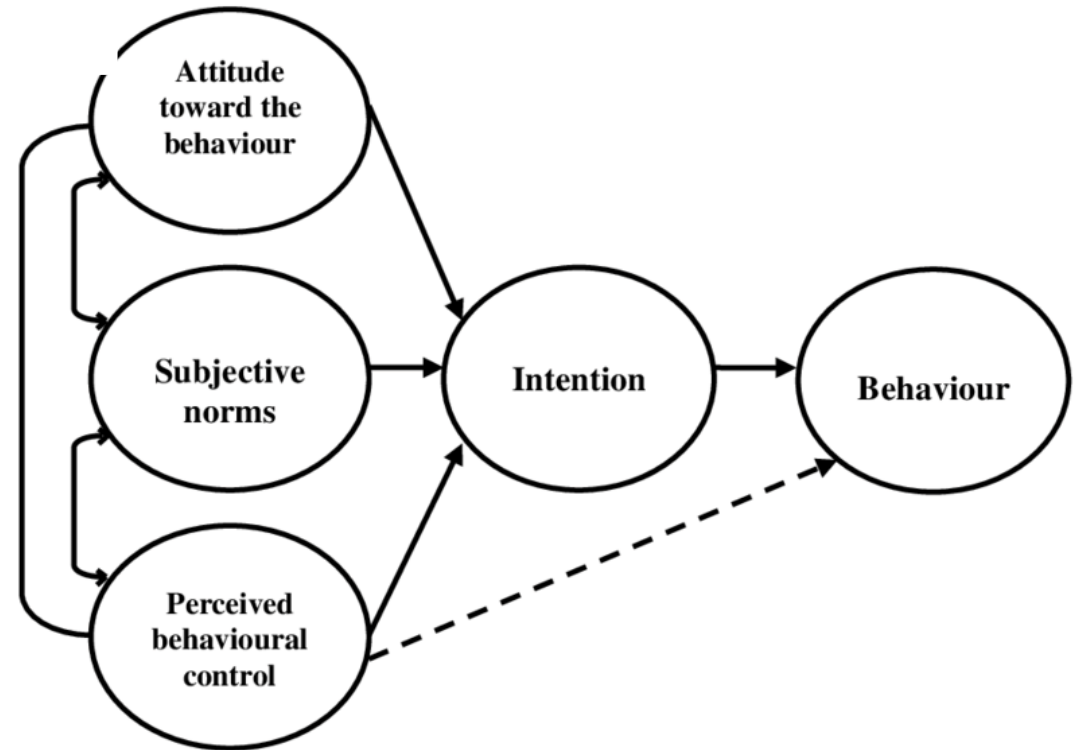 Attitude
toward the
behaviour
Subjective
norms
Intention
Behaviour
Perceived
behavioural
control